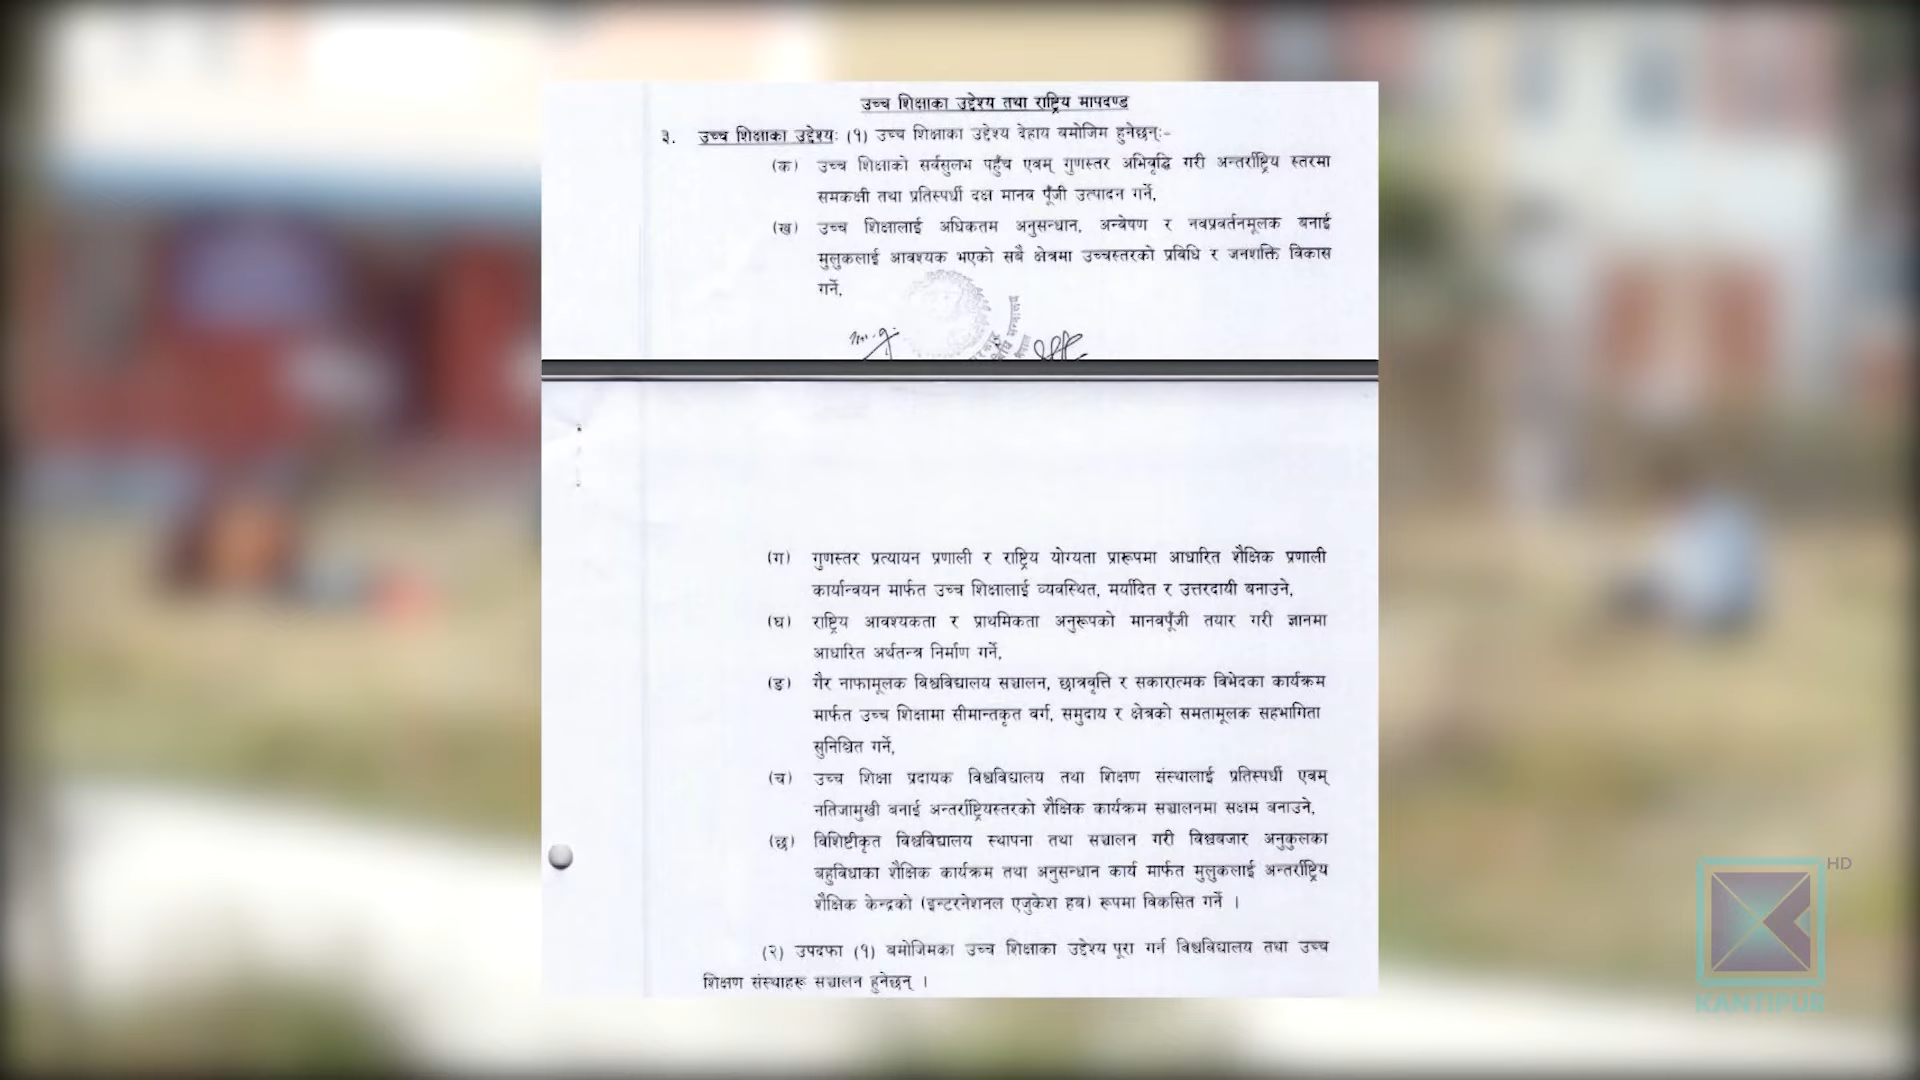 उच्च शिक्षाका उद्देश्य तथा राष्ट्रिय मापदण्ड
३. उच्च शिक्षाका उद्देश्यः (१) उच्च शिक्षाका उद्देश्य देहाय बमोजिम हुनेछन्ः-
(क) उच्च शिक्षाको सर्वसुलभ पहुँच एवम् गुणस्तर अभिवृद्धि गरी अन्तर्राष्ट्रिय स्तरमा
समकक्षी तथा प्रतिस्पर्धी दक्ष मानव पूँजी उत्पादन गर्ने,
(ख) उच्च शिक्षालाई अधिकतम अनुसन्धान, अन्वेषण र नवप्रवर्तनमूलक बनाई
मुलुकलाई आवश्यक भएको सबै क्षेत्रमा उच्चस्तरको प्रविधि र जनशक्ति विकास
गर्ने,
(ग) गुणस्तर प्रत्यायन प्रणाली र राष्ट्रिय योग्यता प्रारूपमा आधारित शैक्षिक प्रणाली
कार्यान्वयन मार्फत उच्च शिक्षालाई व्यवस्थित, मर्यादित र उत्तरदायी बनाउने,
(घ) राष्ट्रिय आवश्यकता र प्राथमिकता अनुरूपको मानवपूँजी तयार गरी ज्ञानमा
आधारित अर्थतन्त्र निर्माण गर्ने,
(ङ) गैर नाफामूलक विश्वविद्यालय सञ्चालन, छात्रवृत्ति र सकारात्मक विभेदका कार्यक्रम
मार्फत उच्च शिक्षामा सीमान्तकृत वर्ग, समुदाय र क्षेत्रको समतामूलक सहभागिता
सुनिश्चित गर्ने,
(च) उच्च शिक्षा प्रदायक विश्वविद्यालय तथा शिक्षण संस्थालाई प्रतिस्पर्धी एवम्
नतिजामुखी बनाई अन्तर्राष्ट्रियस्तरको शैक्षिक कार्यक्रम सञ्चालनमा सक्षम बनाउने,
(छ) विशिष्टीकृत विश्वविद्यालय स्थापना तथा सञ्चालन गरी विश्वबजार अनुकुलका
बहुविधाका शैक्षिक कार्यक्रम तथा अनुसन्धान कार्य मार्फत मुलुकलाई अन्तर्राष्ट्रिय
शैक्षिक केन्द्रको (इन्टरनेशनल एजुकेश हब) रूपमा विकसित गर्ने ।
(२) उपदफा (१) बमोजिमका उच्च शिक्षाका उद्देश्य पूरा गर्न विश्वविद्यालय तथा उच्च
शिक्षण संस्थाहरू सञ्चालन हुनेछन् ।
HD
KANTIPUR